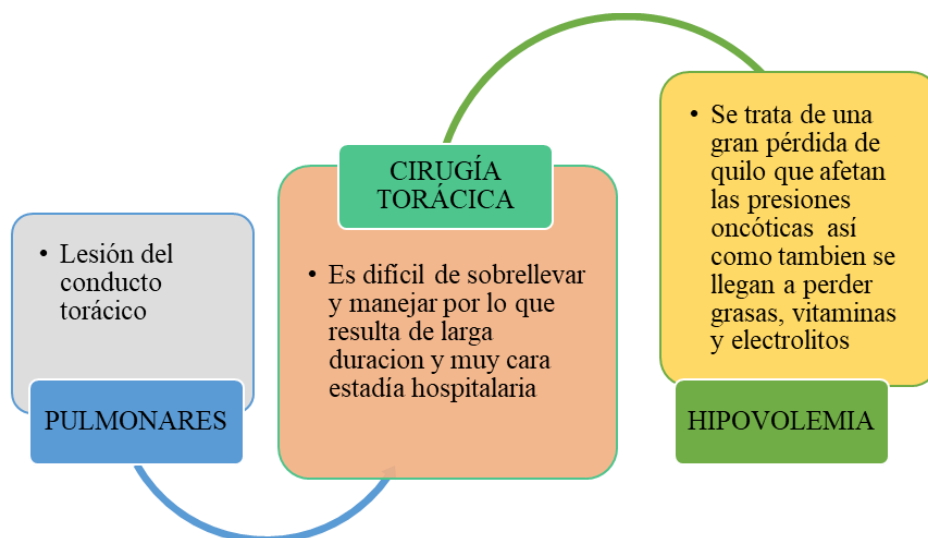 • Lesión del
conducto
torácico
PULMONARES
CIRUGÍA
TORÁCICA
• Es difícil de sobrellevar
y manejar por lo que
resulta de larga
duracion y muy cara
estadía hospitalaria
• Se trata de una
gran pérdida de
quilo que afetan
las presiones
oncóticas así
como tambien se
llegan a perder
grasas, vitaminas
y electrolitos
HIPOVOLEMIA